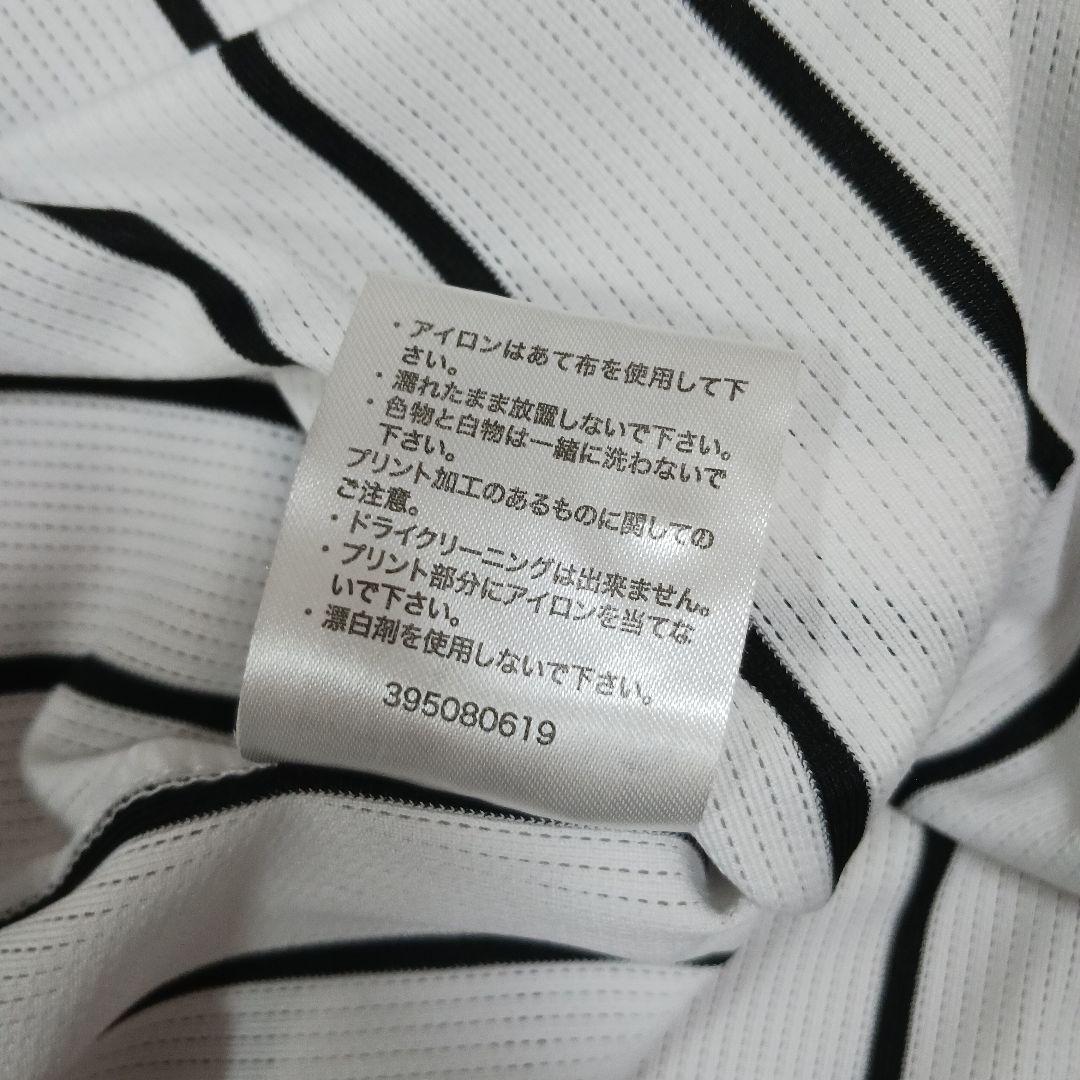 ・アイロンはあて布を使用して下
さい。
・濡れたまま放置しないで下さい。
・色物と白物は一緒に洗わないで
下さい。
プリント加工のあるものに関しての
ご注意。
・ドライクリーニングは出来ません。
・プリント部分にアイロンを当てな
いで下さい。
・漂白剤を使用しないで下さい。
395080619